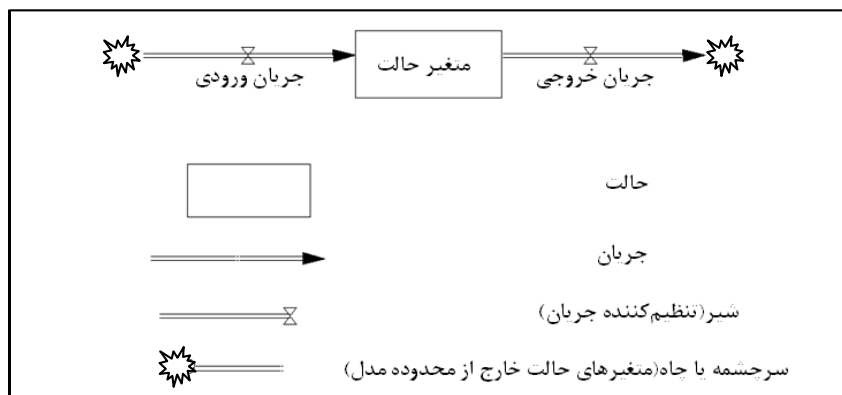 متغیر حالت
جریان ورودی
جریان خروجی
حالت
جریان
شیر(تنظیم‌کننده جریان)
سرچشمه یا چاه(متغیرهای حالت خارج از محدوده مدل)